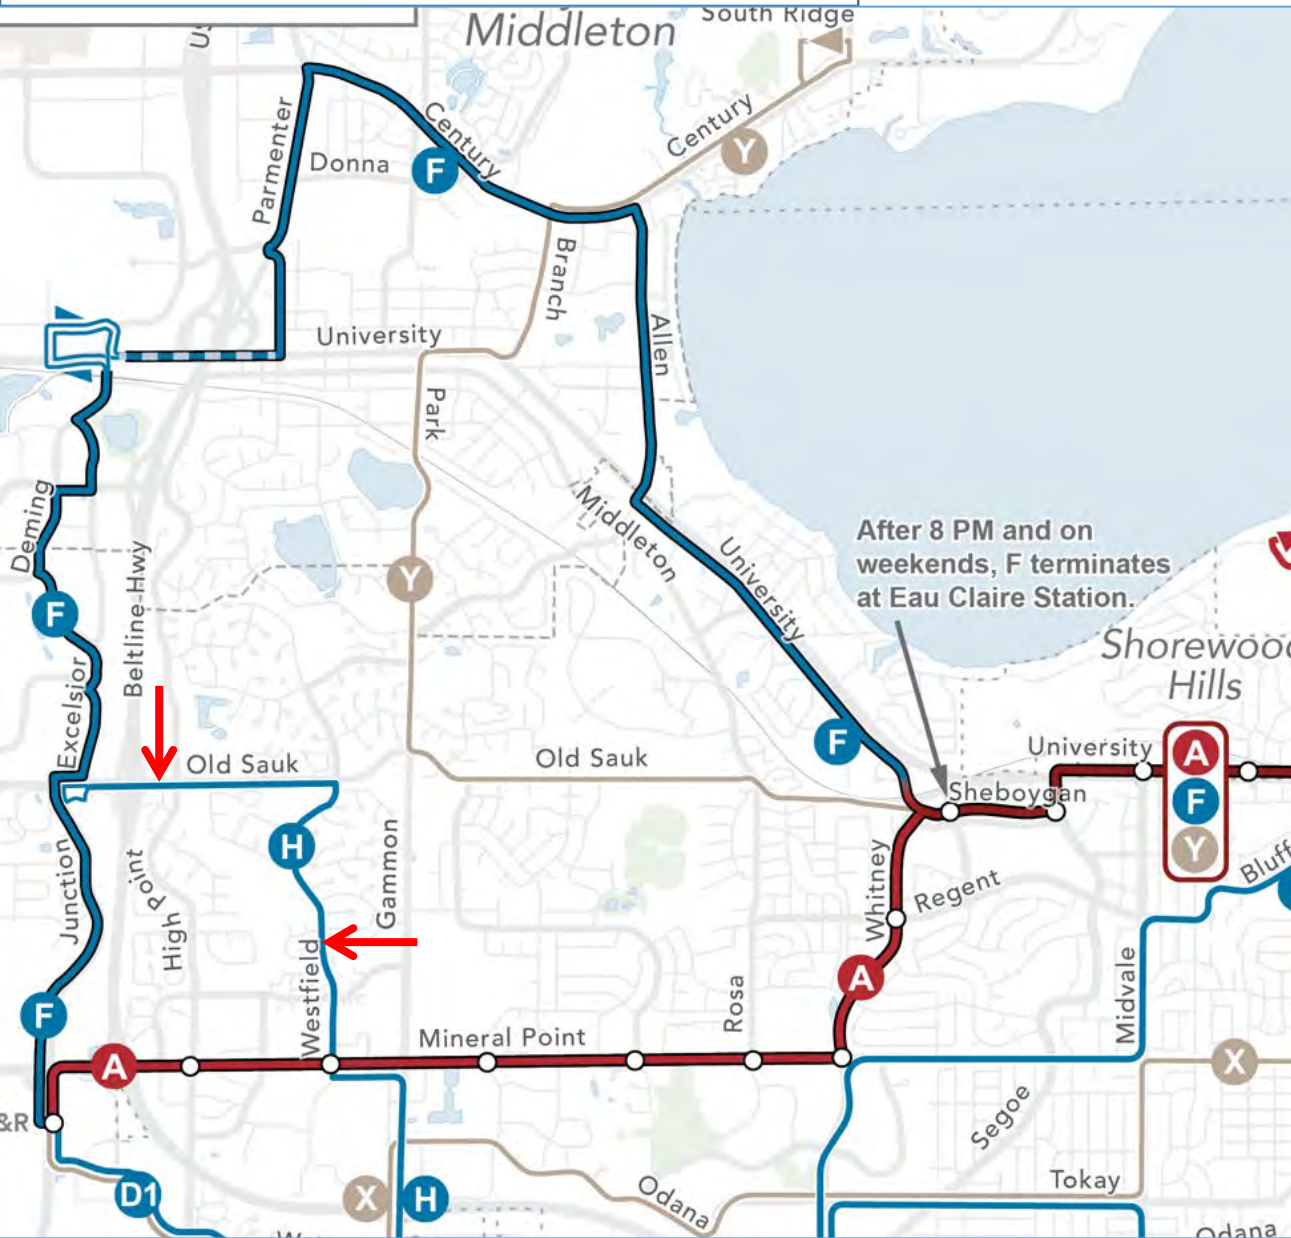 Middleton
South Ridge
US
Parmenter
Donna
Century
F
Century
Y
Branch
University
Allen
Park
Deming
Middleton
University
After 8 PM and on
weekends, F terminates
at Eau Claire Station.
Beltline Hwy
Y
F
Shorewood
Hills
Excelsior
F
University
A
Old Sauk
Old Sauk
Sheboygan
F
H
Y
Gammon
Whitney
Regent
Bluff
Junction
High Point
Westfield
A
Rosa
Midvale
F
Mineral Point
A
X
&R
Segoe
D1
X
H
Odana
Tokay
Odana